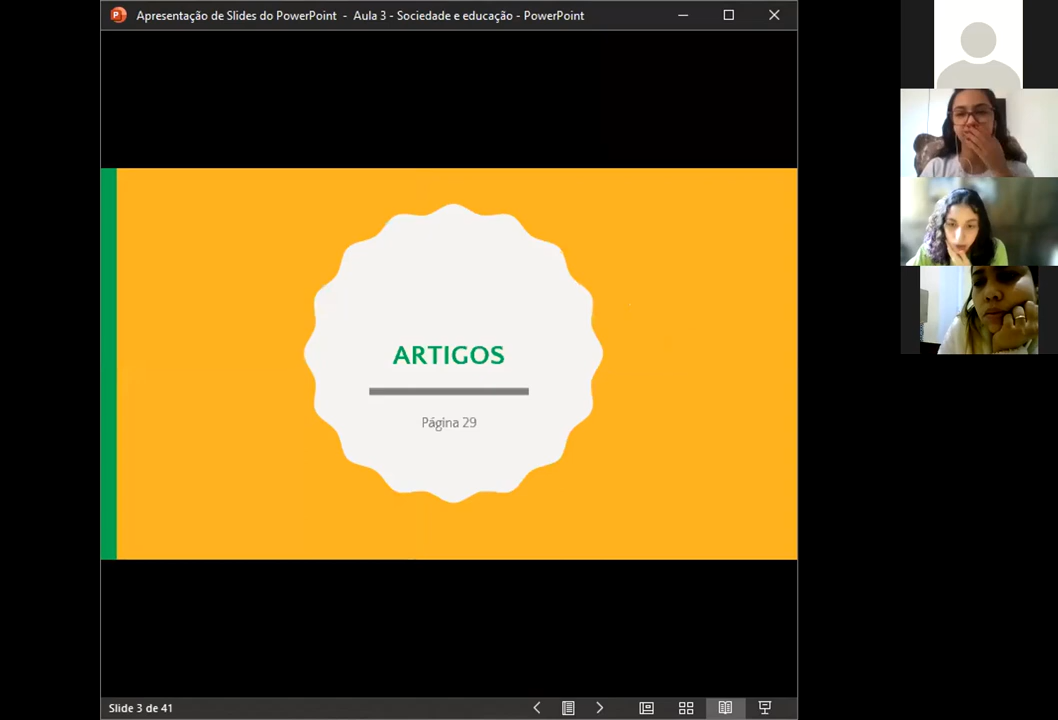 Apresentação de Slides do PowerPoint - Aula 3 - Sociedade e educação - PowerPoint
ARTIGOS
Página 29
Slide 3 de 41